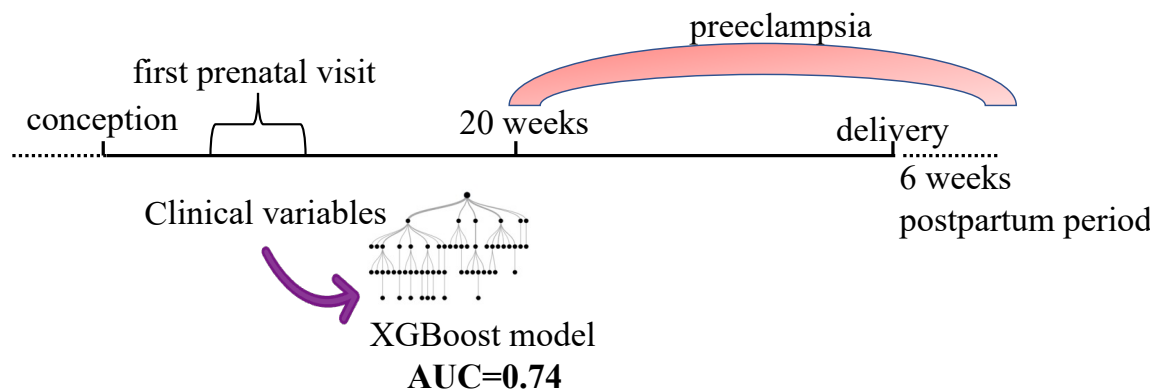 preeclampsia
first prenatal visit
conception
20 weeks
delivery
6 weeks
postpartum period
Clinical variables
XGBoost model
AUC=0.74